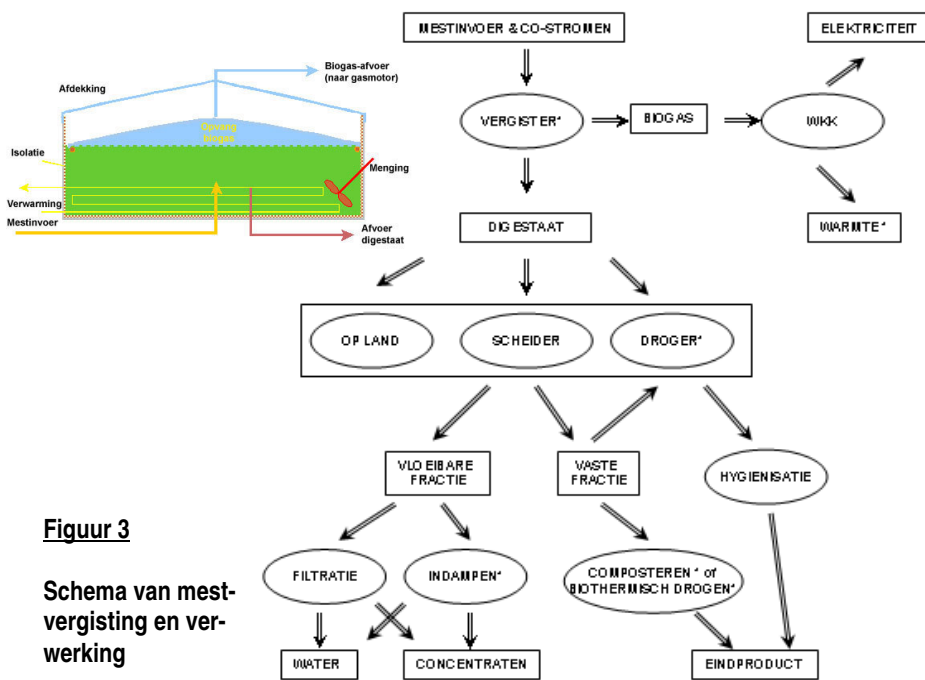 MESTINVOER & CO-STROMEN
ELEKTRICITEIT
Biogas-afvoer
(naar gasmotor)
Afdekking
Opvang
biogas
Isolatie
Menging
Verwarming
Mestinvoer
Afvoer
digestaat
VERGISTER*
BIOGAS
WKK
DIGESTAAT
WARMTE*
OP LAND
SCHEIDER
DROGER*
VLOEIBARE
FRACTIE
VASTE
FRACTIE
HYGIENISATIE
Figuur 3
Schema van mest-
vergisting en ver-
werking
FILTRATIE
INDAMPEN*
COMPOSTEREN* of
BIOTHERMISCH DROGEN*
WATER
CONCENTRATEN
EINDPRODUCT